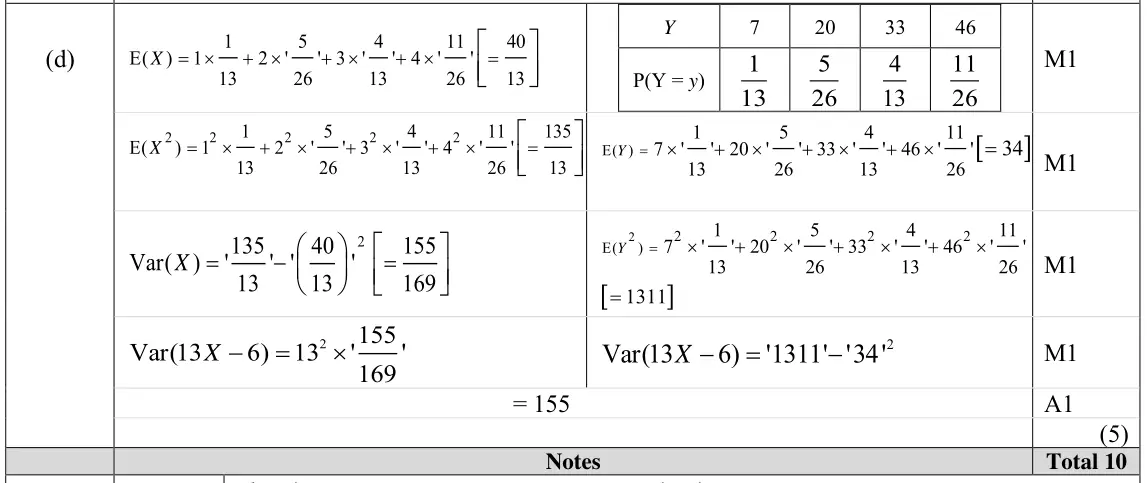 (d) E(X) = 1 × 1/13 + 2 × '5/26' + 3 × '4/13' + 4 × '11/26' [= 40/13] Y 7 20 33 46 M1
P(Y = y) 1/13 5/26 4/13 11/26
E(X²) = 1² × 1/13 + 2² × '5/26' + 3² × '4/13' + 4² × '11/26' [= 135/13] E(Y) = 7 × '1/13' + 20 × '5/26' + 33 × '4/13' + 46 × '11/26' [= 34] M1
Var(X) = '135/13' − '(40/13)'² [= 155/169] E(Y²) = 7² × '1/13' + 20² × '5/26' + 33² × '4/13' + 46² × '11/26' M1
[= 1311]
Var(13X − 6) = 13² × '155/169' Var(13X − 6) = '1311' − '34'² M1
= 155 A1
(5)
Notes Total 10